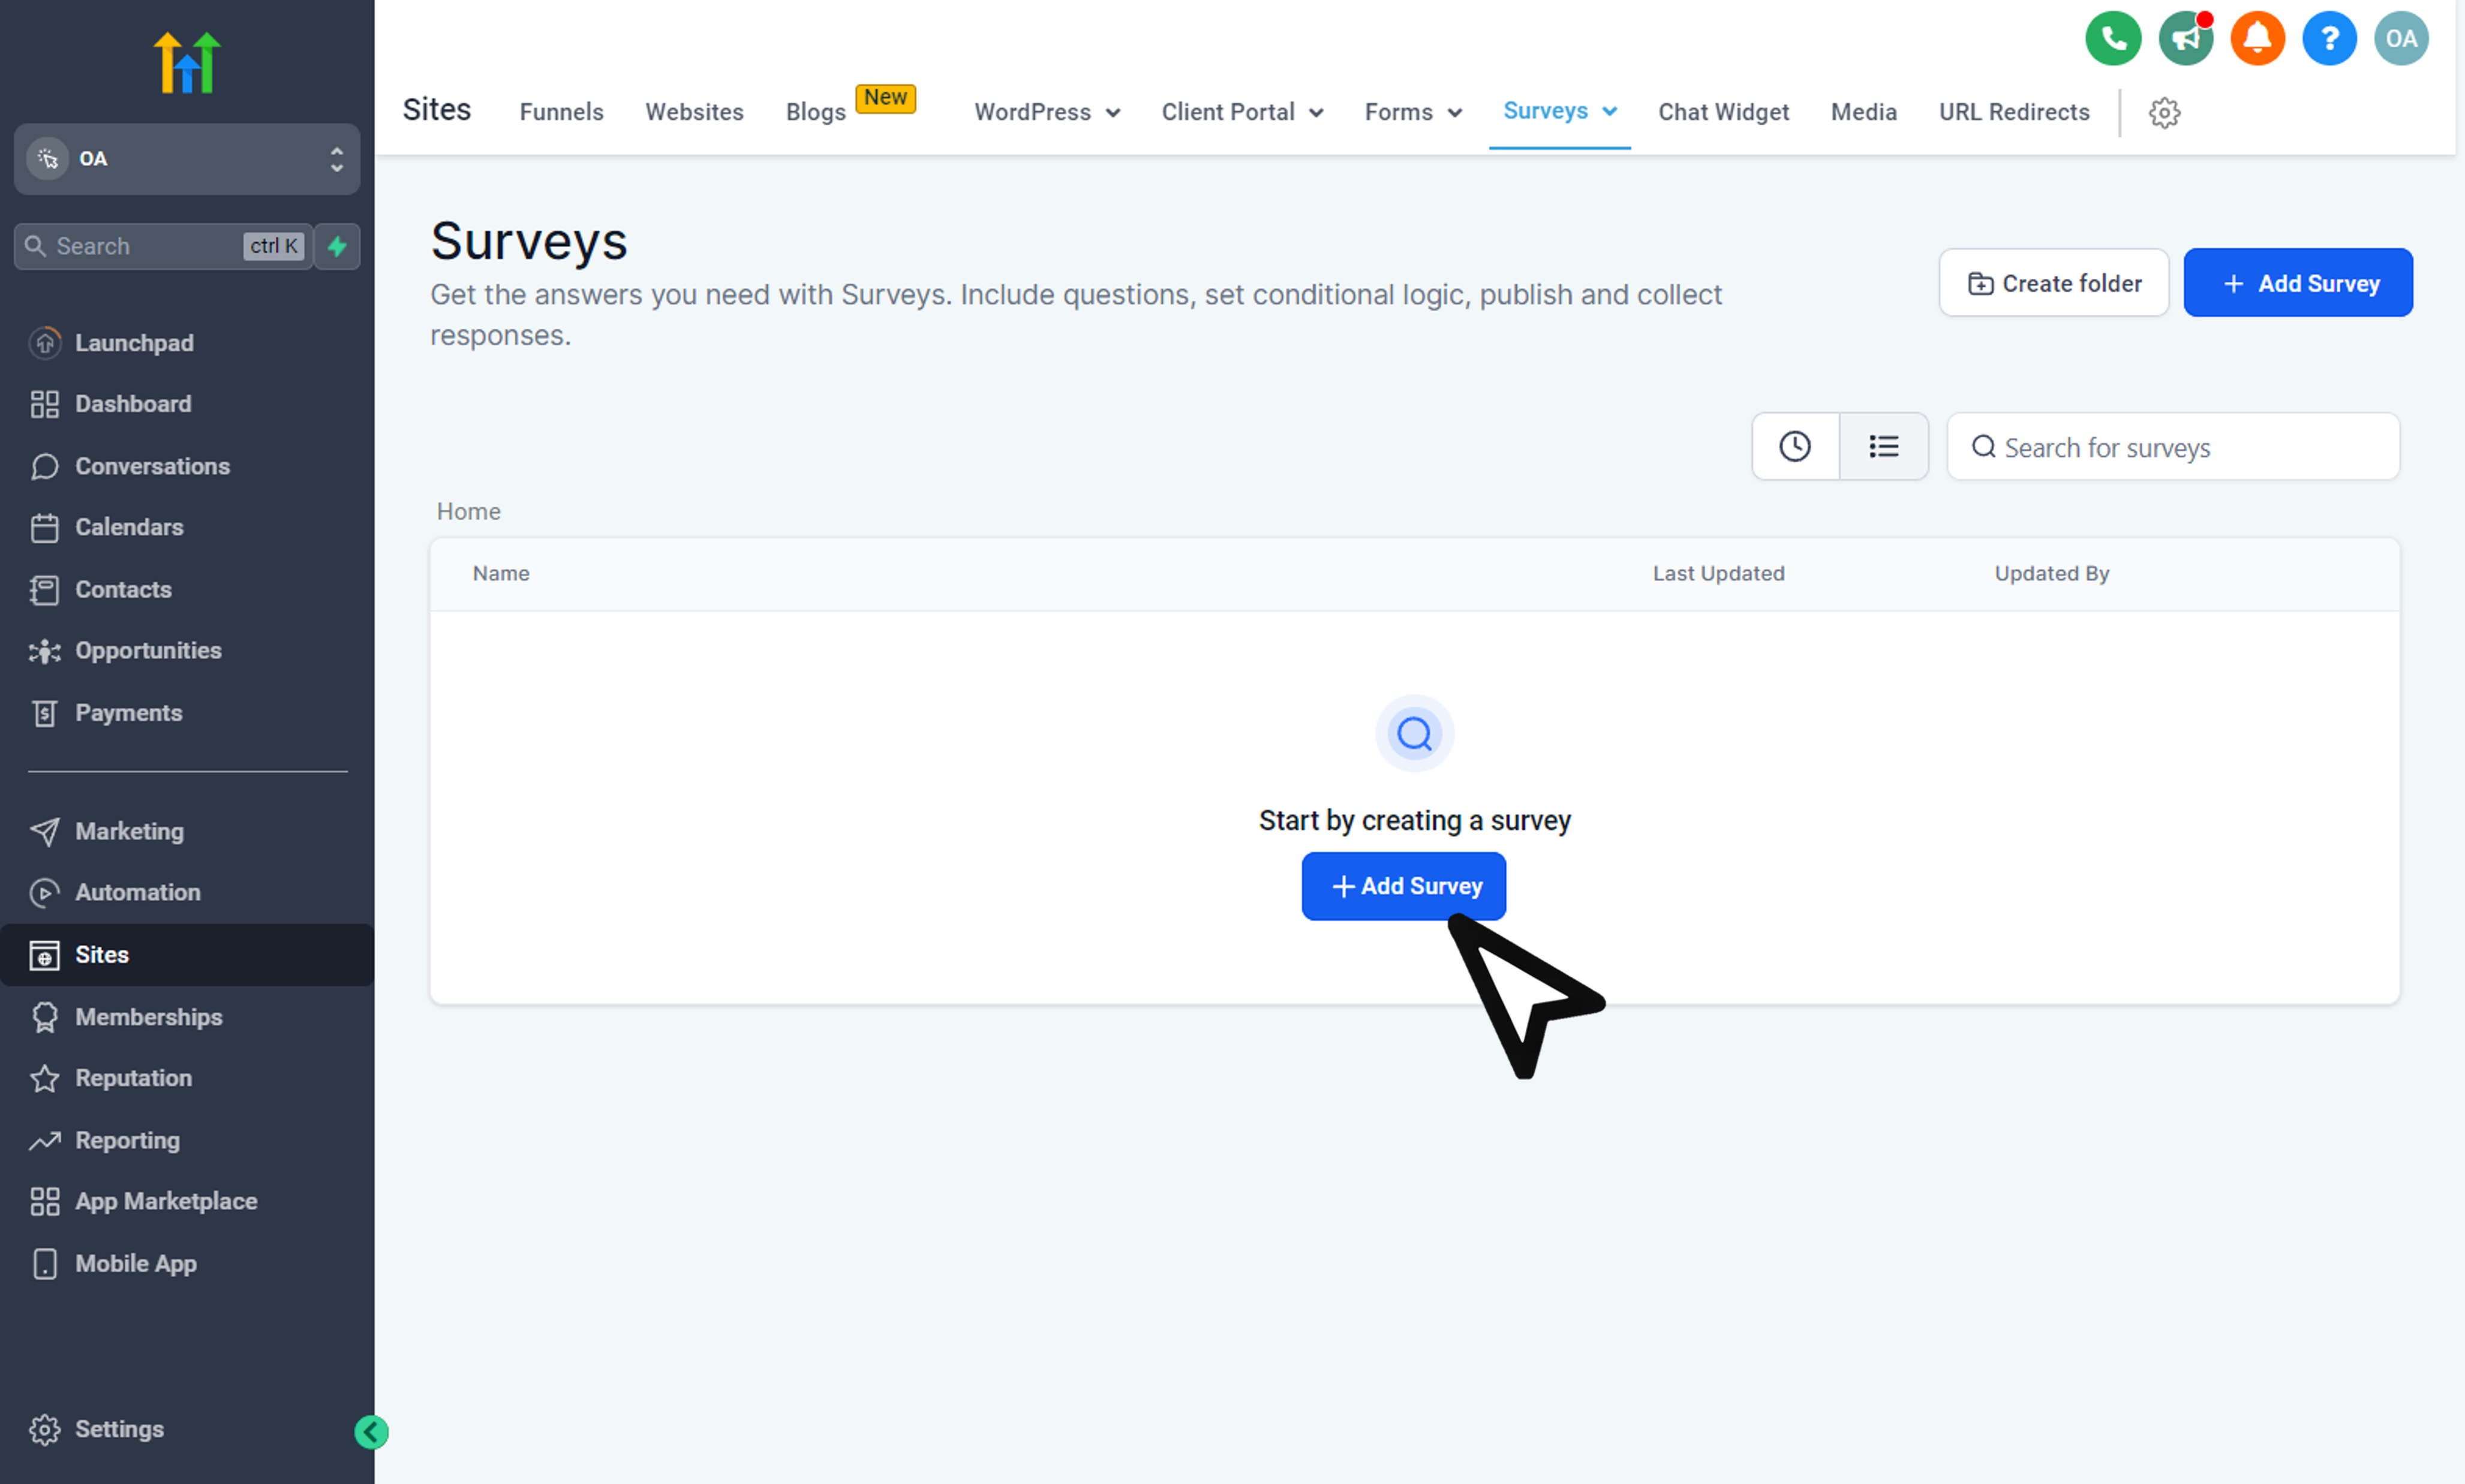 OA
Search ctrl K
Launchpad
Dashboard
Conversations
Calendars
Contacts
Opportunities
Payments
Marketing
Automation
Sites
Memberships
Reputation
Reporting
App Marketplace
Mobile App
Settings
? OA
Sites Funnels Websites Blogs New WordPress Client Portal Forms Surveys Chat Widget Media URL Redirects
Surveys
Get the answers you need with Surveys. Include questions, set conditional logic, publish and collect
responses.
Create folder + Add Survey
Search for surveys
Home
Name Last Updated Updated By
Start by creating a survey
+ Add Survey